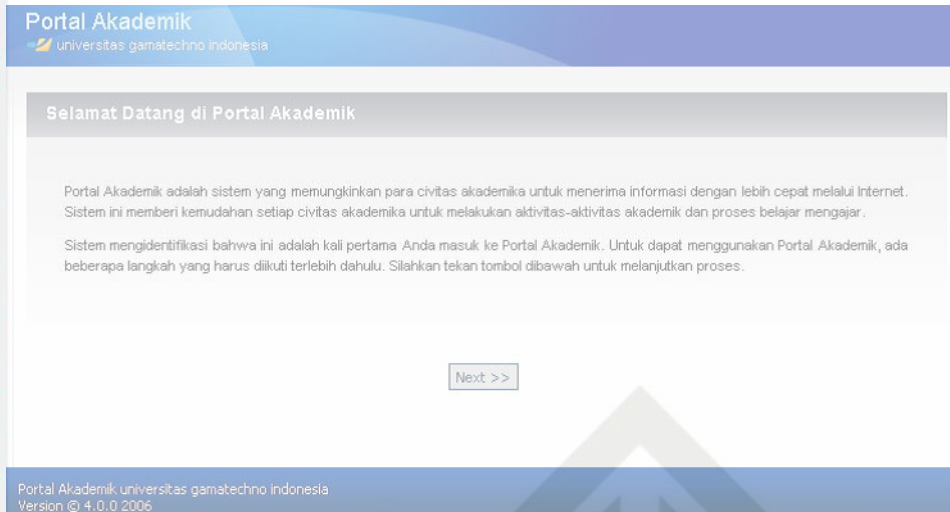 Portal Akademik
universitas gamatechno indonesia
Selamat Datang di Portal Akademik
Portal Akademik adalah sistem yang memungkinkan para civitas akademika untuk menerima informasi dengan lebih cepat melalui Internet.
Sistem ini memberi kemudahan setiap civitas akademika untuk melakukan aktivitas-aktivitas akademik dan proses belajar mengajar.
Sistem mengidentifikasi bahwa ini adalah kali pertama Anda masuk ke Portal Akademik. Untuk dapat menggunakan Portal Akademik, ada
beberapa langkah yang harus diikuti terlebih dahulu. Silahkan tekan tombol dibawah untuk melanjutkan proses.
Next >>
Portal Akademik universitas gamatechno indonesia
Version © 4.0.0 2006